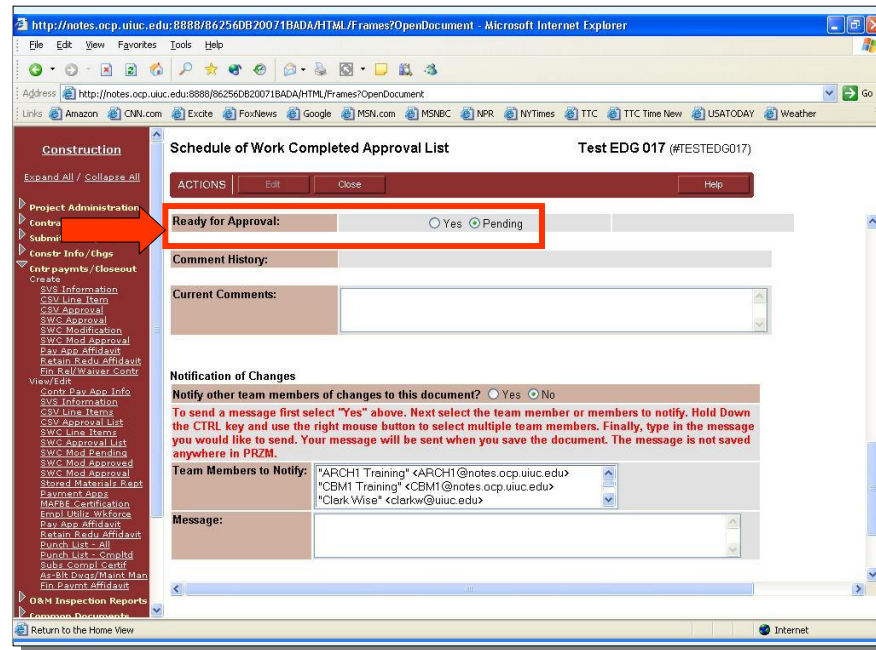 http://notes.ocp.uiuc.edu:8888/86256DB20071BADA/HTML/Frames?OpenDocument - Microsoft Internet Explorer
File Edit View Favorites Tools Help
Address http://notes.ocp.uiuc.edu:8888/86256DB20071BADA/HTML/Frames?OpenDocument Go
Links Amazon CNN.com Excite FoxNews Google MSN.com MSNBC NPR NYTimes TTC TTC Time New USATODAY Weather
Construction
Expand All / Collapse All
Project Administration
Contra
Submit
Constr Info/Chgs
Cntr paymts/Closeout
Create
SVS Information
CSV Line Item
CSV Approval
SWC Approval
SWC Modification
SWC Mod Approval
Pay App Affidavit
Retain Redu Affidavit
Fin Rel/Waiver Contr
View/Edit
Contr Pay App Info
SVS Information
CSV Line Items
CSV Approval List
SWC Line Items
SWC Approval List
SWC Mod Pending
SWC Mod Approved
SWC Mod Approval
Stored Materials Rept
Payment Apps
MAFBE Certification
Empl Utiliz Wkforce
Pay App Affidavit
Retain Redu Affidavit
Punch List - All
Punch List - Cmpltd
Subs Compl Certif
As-Blt Dwgs/Maint Man
Fin Paymt Affidavit
O&M Inspection Reports
Common Documents
Schedule of Work Completed Approval List Test EDG 017 (#TESTEDG017)
ACTIONS Edit Close Help
Ready for Approval: Yes Pending
Comment History:
Current Comments:
Notification of Changes
Notify other team members of changes to this document? Yes No
To send a message first select "Yes" above. Next select the team member or members to notify. Hold Down
the CTRL key and use the right mouse button to select multiple team members. Finally, type in the message
you would like to send. Your message will be sent when you save the document. The message is not saved
anywhere in PRZM.
Team Members to Notify: "ARCH1 Training" <ARCH1@notes.ocp.uiuc.edu>
"CBM1 Training" <CBM1@notes.ocp.uiuc.edu>
"Clark Wise" <clarkw@uiuc.edu>
Message:
Return to the Home View Internet